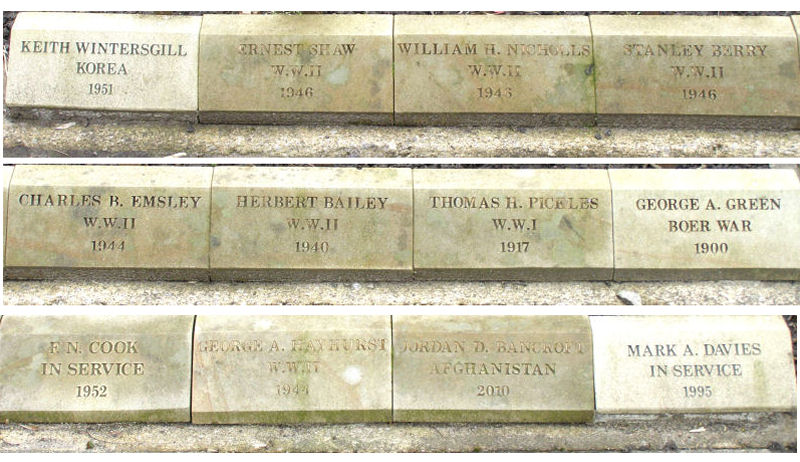 KEITH WINTERSGILL
KOREA
1951
ERNEST SHAW
W.W.II
1946
WILLIAM H. NICHOLLS
W.W.II
1943
STANLEY BERRY
W.W.II
1946
CHARLES B. EMSLEY
W.W.II
1944
HERBERT BAILEY
W.W.II
1940
THOMAS H. PICKLES
W.W.I
1917
GEORGE A. GREEN
BOER WAR
1900
F. N. COOK
IN SERVICE
1952
GEORGE A. HAYHURST
W.W.II
1944
JORDAN D. BANCROFT
AFGHANISTAN
2010
MARK A. DAVIES
IN SERVICE
1995